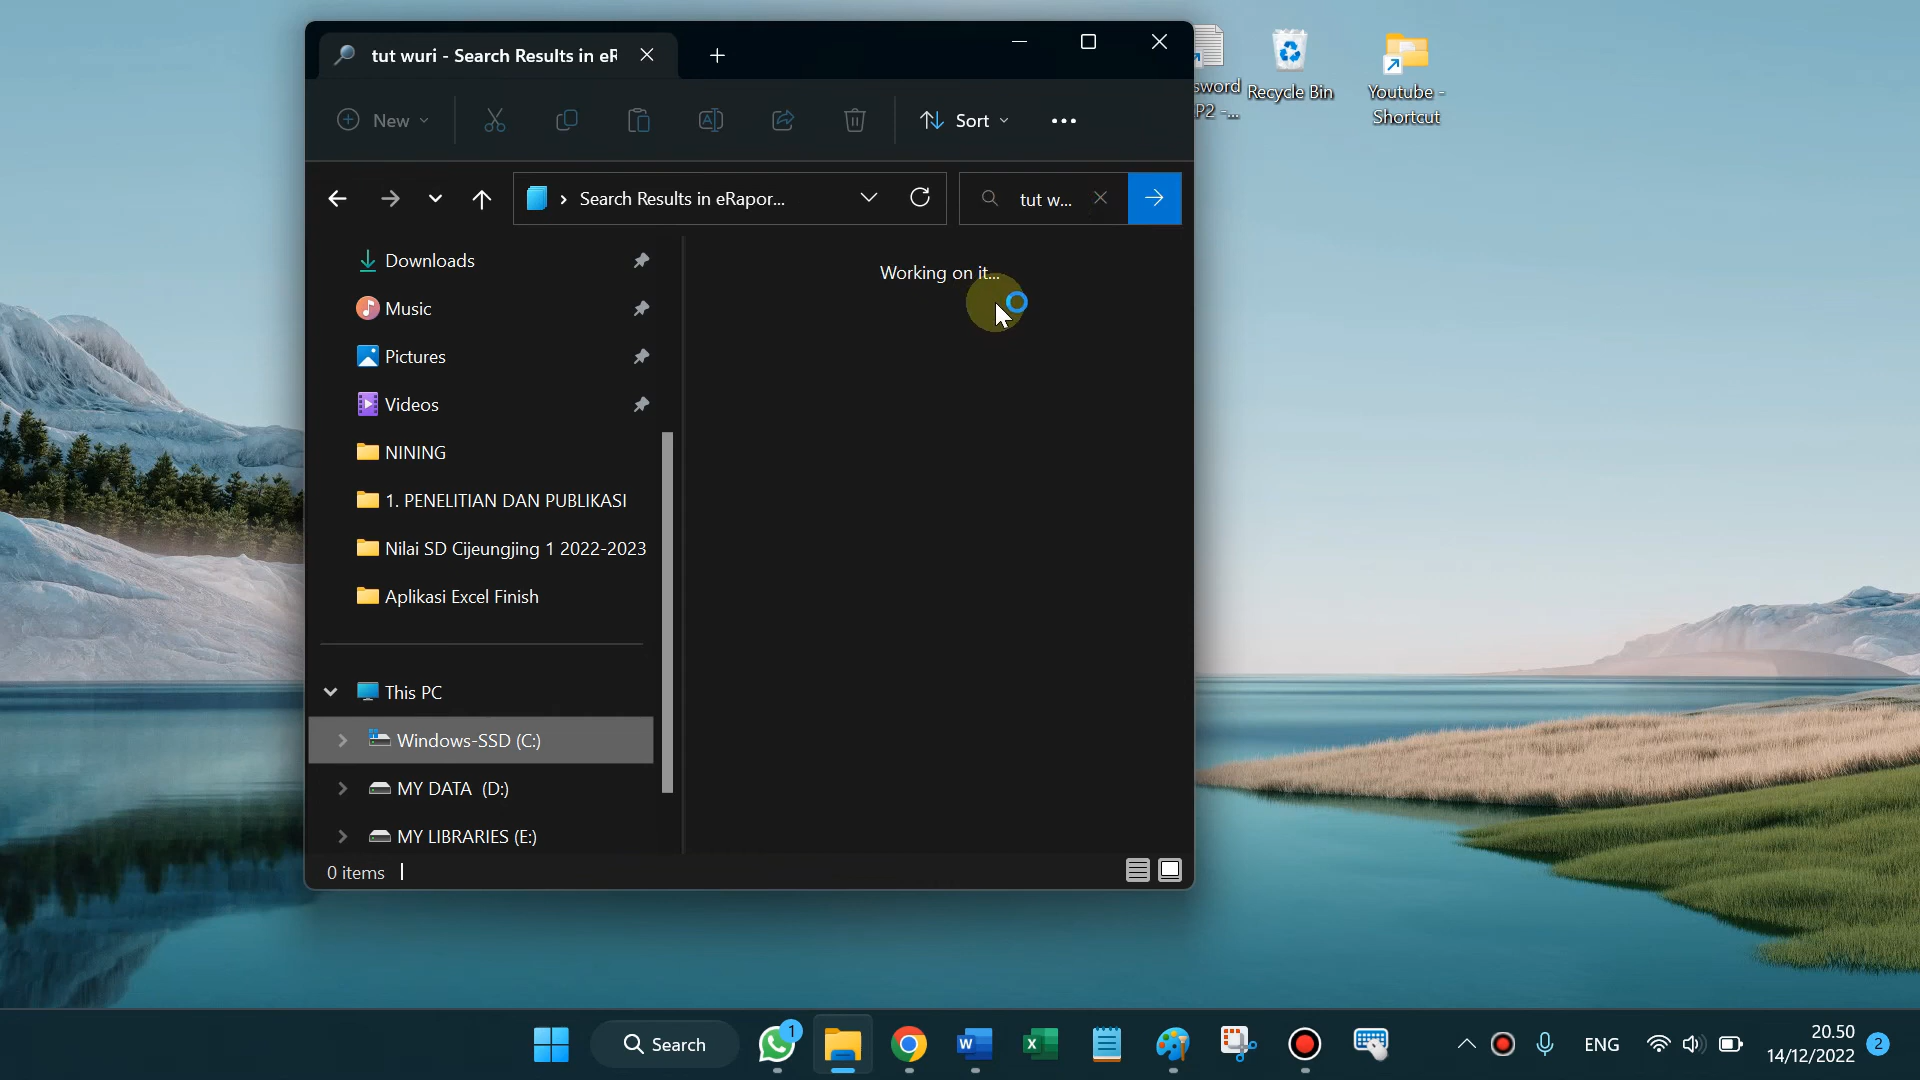 tut wuri - Search Results in eR
New
Sort
Search Results in eRapor...
tut w...
Downloads
Music
Pictures
Videos
NINING
1. PENELITIAN DAN PUBLIKASI
Nilai SD Cijeungjing 1 2022-2023
Aplikasi Excel Finish
This PC
Windows-SSD (C:)
MY DATA (D:)
MY LIBRARIES (E:)
0 items
Working on it...
sword
P2 -...
Recycle Bin
Youtube -
Shortcut
Search
1
ENG
20.50
14/12/2022
2